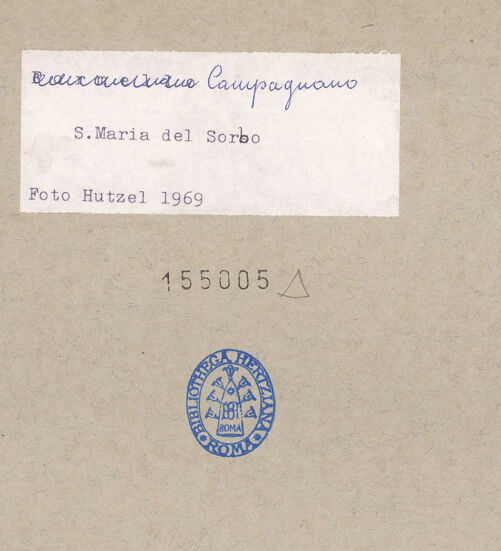 Campagnano
S.Maria del Sorbo
Foto Hutzel 1969
155005
BIBLIOTHECA HERTZIANA
ROMA
ROMA